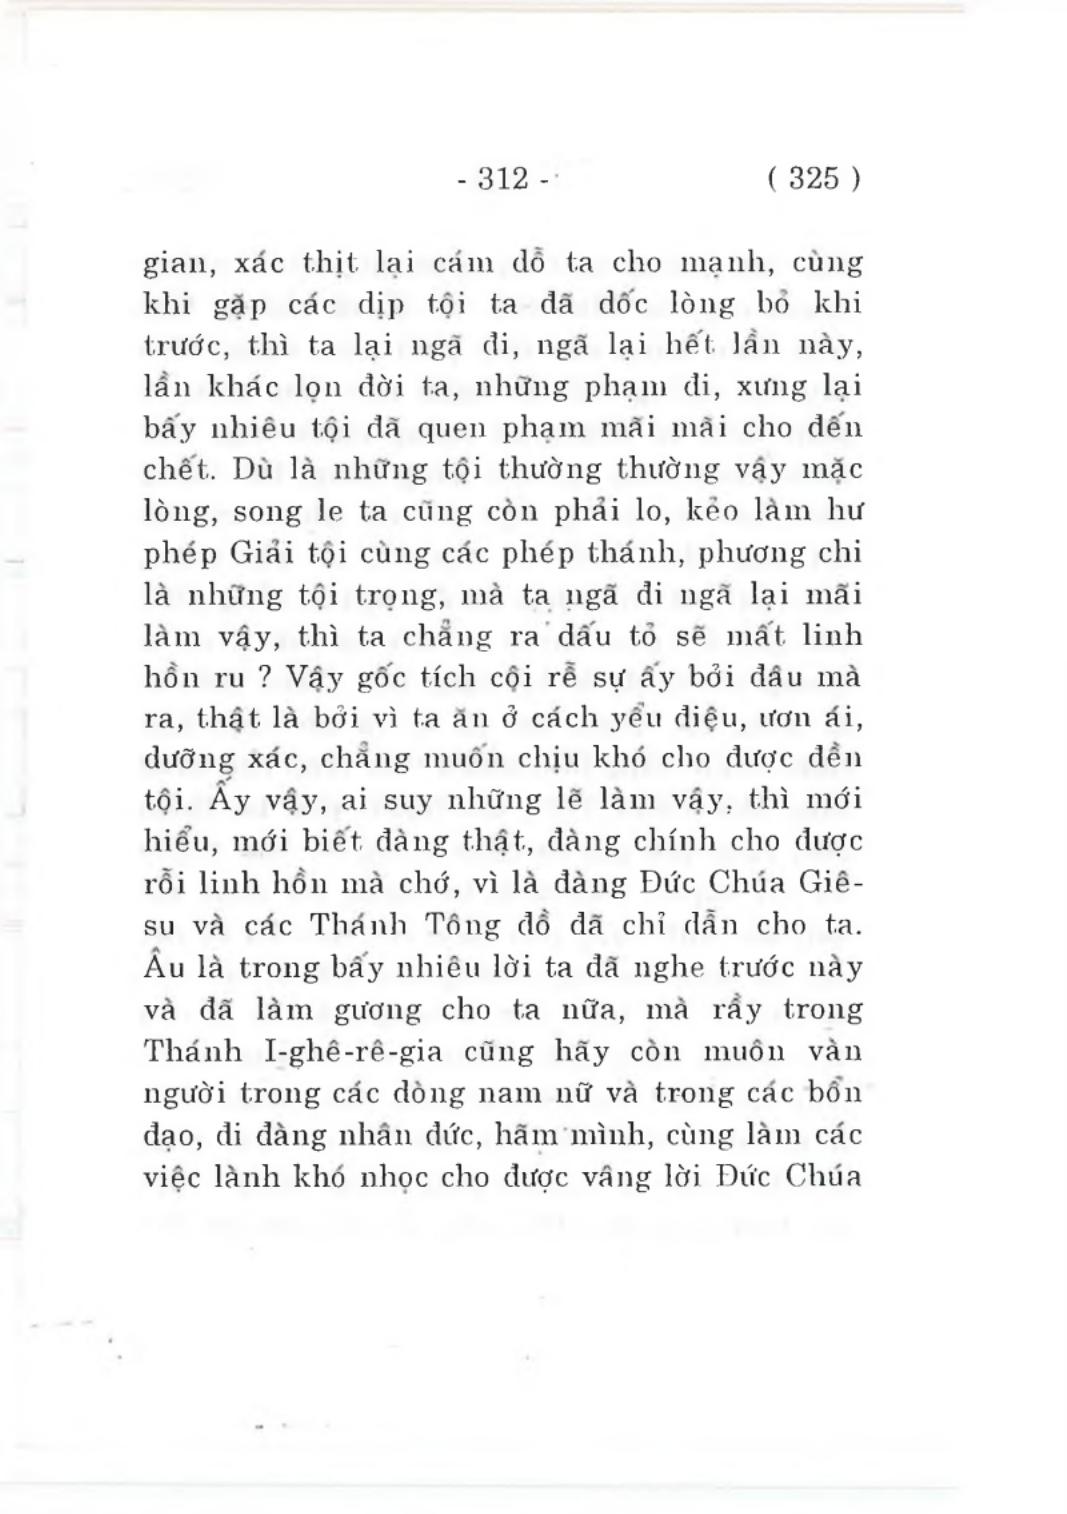 - 312 - ( 325 )
gian, xác thịt lại cám dỗ ta cho mạnh, cùng
khi gặp các dịp tội ta đã dốc lòng bỏ khi
trước, thì ta lại ngã đi, ngã lại hết lần này,
lần khác lọn đời ta, những phạm đi, xưng lại
bấy nhiêu tội đã quen phạm mãi mãi cho đến
chết. Dù là những tội thường thường vậy mặc
lòng, song le ta cũng còn phải lo, kẻo làm hư
phép Giải tội cùng các phép thánh, phương chi
là những tội trọng, mà ta ngã đi ngã lại mãi
làm vậy, thì ta chẳng ra dấu tỏ sẽ mất linh
hồn ru ? Vậy gốc tích cội rễ sự ấy bởi đâu mà
ra, thật là bởi vì ta ăn ở cách yểu điệu, ươn ái,
dưỡng xác, chẳng muốn chịu khó cho được đền
tội. Ấy vậy, ai suy những lẽ làm vậy, thì mới
hiểu, mới biết đàng thật, đàng chính cho được
rỗi linh hồn mà chớ, vì là đàng Đức Chúa Giê-
su và các Thánh Tông đồ đã chỉ dẫn cho ta.
Âu là trong bấy nhiêu lời ta đã nghe trước này
và đã làm gương cho ta nữa, mà rầy trong
Thánh I-ghê-rê-gia cũng hãy còn muôn vàn
người trong các dòng nam nữ và trong các bổn
đạo, đi đàng nhân đức, hãm mình, cùng làm các
việc lành khó nhọc cho được vâng lời Đức Chúa